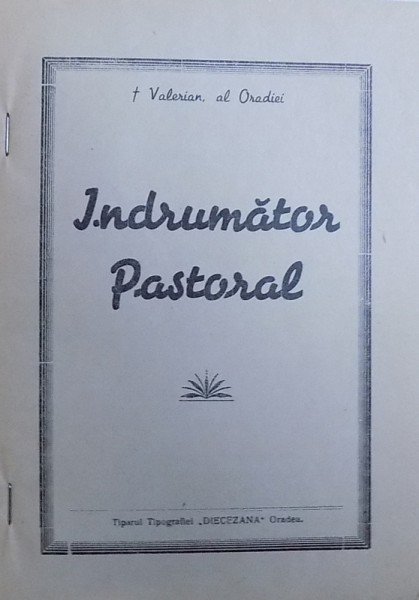 † Valerian, al Oradiei
Indrumător
Pastoral
Tiparul Tipografiei „DIECEZANA“ Oradea.